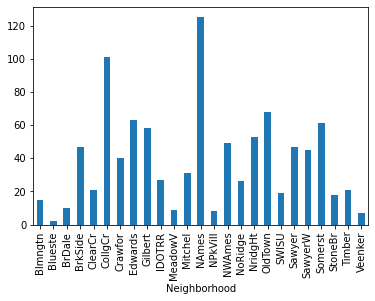 120
100
80
60
40
20
0
Blmngtn
Blueste
BrDale
BrkSide
ClearCr
CollgCr
Crawfor
Edwards
Gilbert
IDOTRR
MeadowV
Mitchel
NAmes
NPkVill
NWAmes
NoRidge
NridgHt
OldTown
SWISU
Sawyer
SawyerW
Somerst
StoneBr
Timber
Veenker
Neighborhood